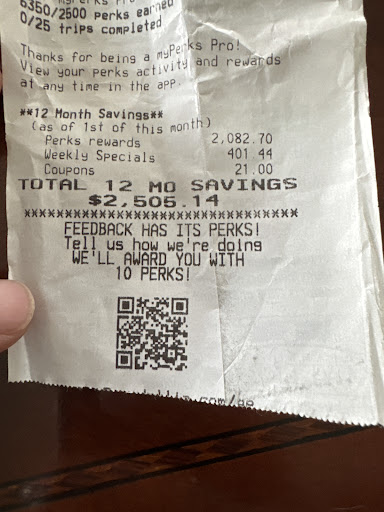 6350/2500 perks earned
0/25 trips completed
Thanks for being a myPerks Pro!
View your perks activity and rewards
at any time in the app.
**12 Month Savings**
(as of 1st of this month)
Perks rewards 2,082.70
Weekly Specials 401.44
Coupons 21.00
TOTAL 12 MO SAVINGS
$2,505.14
XXXXXXXXXXXXXXXXXXXXXXXXXXXXXXXX
FEEDBACK HAS ITS PERKS!
Tell us how we're doing
WE'LL AWARD YOU WITH
10 PERKS!